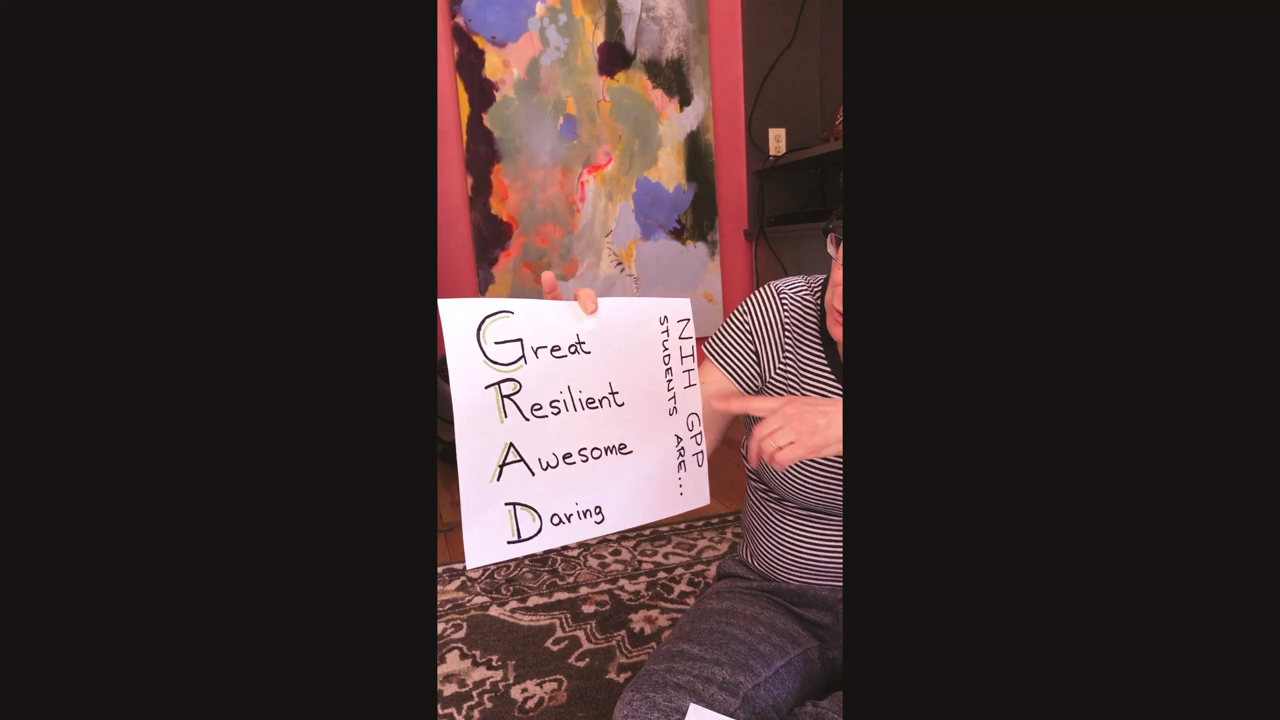 NIH GPP
STUDENTS ARE...
Great
Resilient
Awesome
Daring